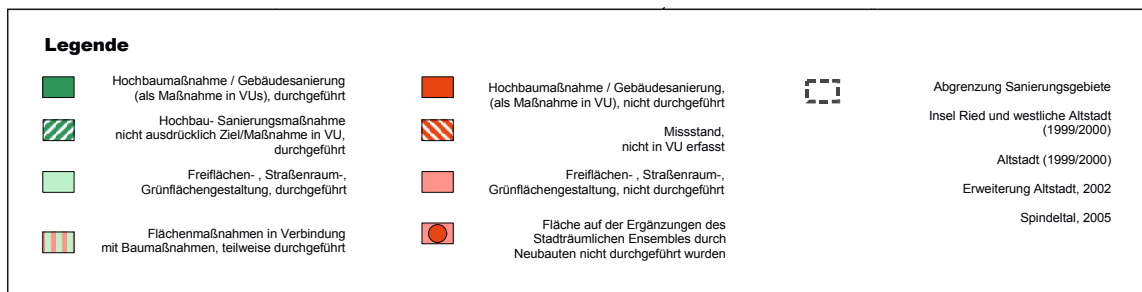 Legende
Hochbaumaßnahme / Gebäudesanierung
(als Maßnahme in VUs), durchgeführt
Hochbau- Sanierungsmaßnahme
nicht ausdrücklich Ziel/Maßnahme in VU,
durchgeführt
Freiflächen- , Straßenraum-,
Grünflächengestaltung, durchgeführt
Flächenmaßnahmen in Verbindung
mit Baumaßnahmen, teilweise durchgeführt
Hochbaumaßnahme / Gebäudesanierung,
(als Maßnahme in VU), nicht durchgeführt
Missstand,
nicht in VU erfasst
Freiflächen- , Straßenraum-,
Grünflächengestaltung, nicht durchgeführt
Fläche auf der Ergänzungen des
Stadträumlichen Ensembles durch
Neubauten nicht durchgeführt wurden
Abgrenzung Sanierungsgebiete
Insel Ried und westliche Altstadt
(1999/2000)
Altstadt (1999/2000)
Erweiterung Altstadt, 2002
Spindeltal, 2005